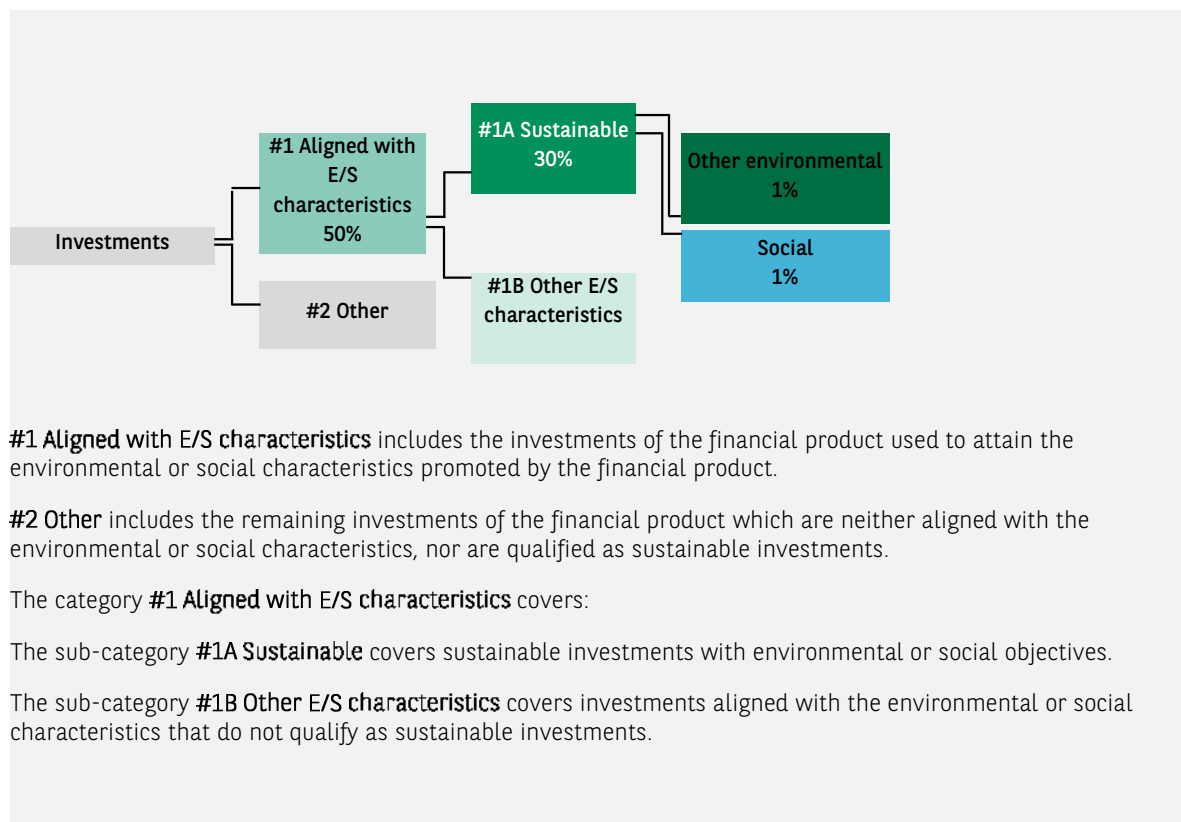 #1A Sustainable
30%
#1 Aligned with
E/S
characteristics
50%
Other environmental
1%
Investments
Social
1%
#2 Other
#1B Other E/S
characteristics
#1 Aligned with E/S characteristics includes the investments of the financial product used to attain the
environmental or social characteristics promoted by the financial product.
#2 Other includes the remaining investments of the financial product which are neither aligned with the
environmental or social characteristics, nor are qualified as sustainable investments.
The category #1 Aligned with E/S characteristics covers:
The sub-category #1A Sustainable covers sustainable investments with environmental or social objectives.
The sub-category #1B Other E/S characteristics covers investments aligned with the environmental or social
characteristics that do not qualify as sustainable investments.